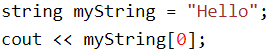 string myString = "Hello";
cout << myString[0];